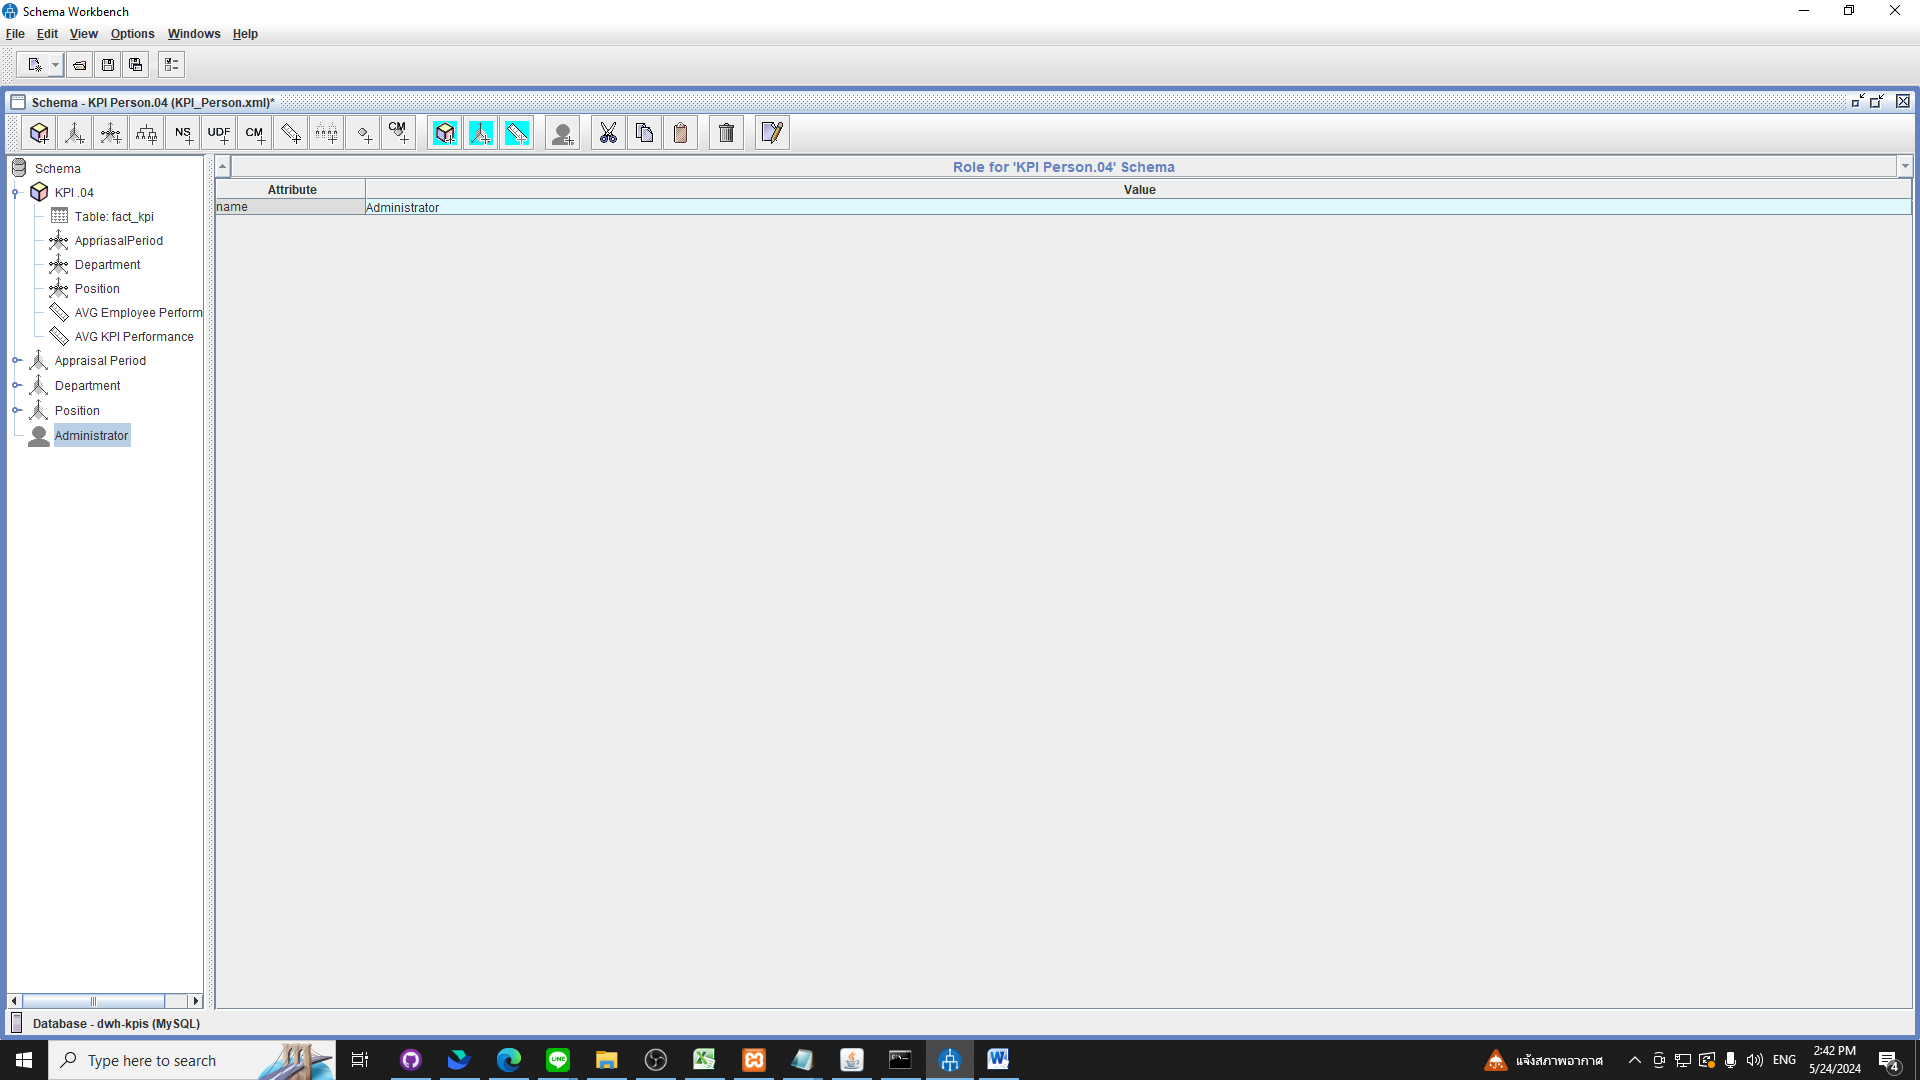 Schema Workbench
File Edit View Options Windows Help
Schema - KPI Person.04 (KPI_Person.xml)*
NS UDF CM CM
Schema
KPI .04
Table: fact_kpi
AppriasalPeriod
Department
Position
AVG Employee Perform
AVG KPI Performance
Appraisal Period
Department
Position
Administrator
Role for 'KPI Person.04' Schema
Attribute Value
name Administrator
Database - dwh-kpis (MySQL)
Type here to search
LINE
แจ้งสภาพอากาศ
ENG
2:42 PM
5/24/2024
4